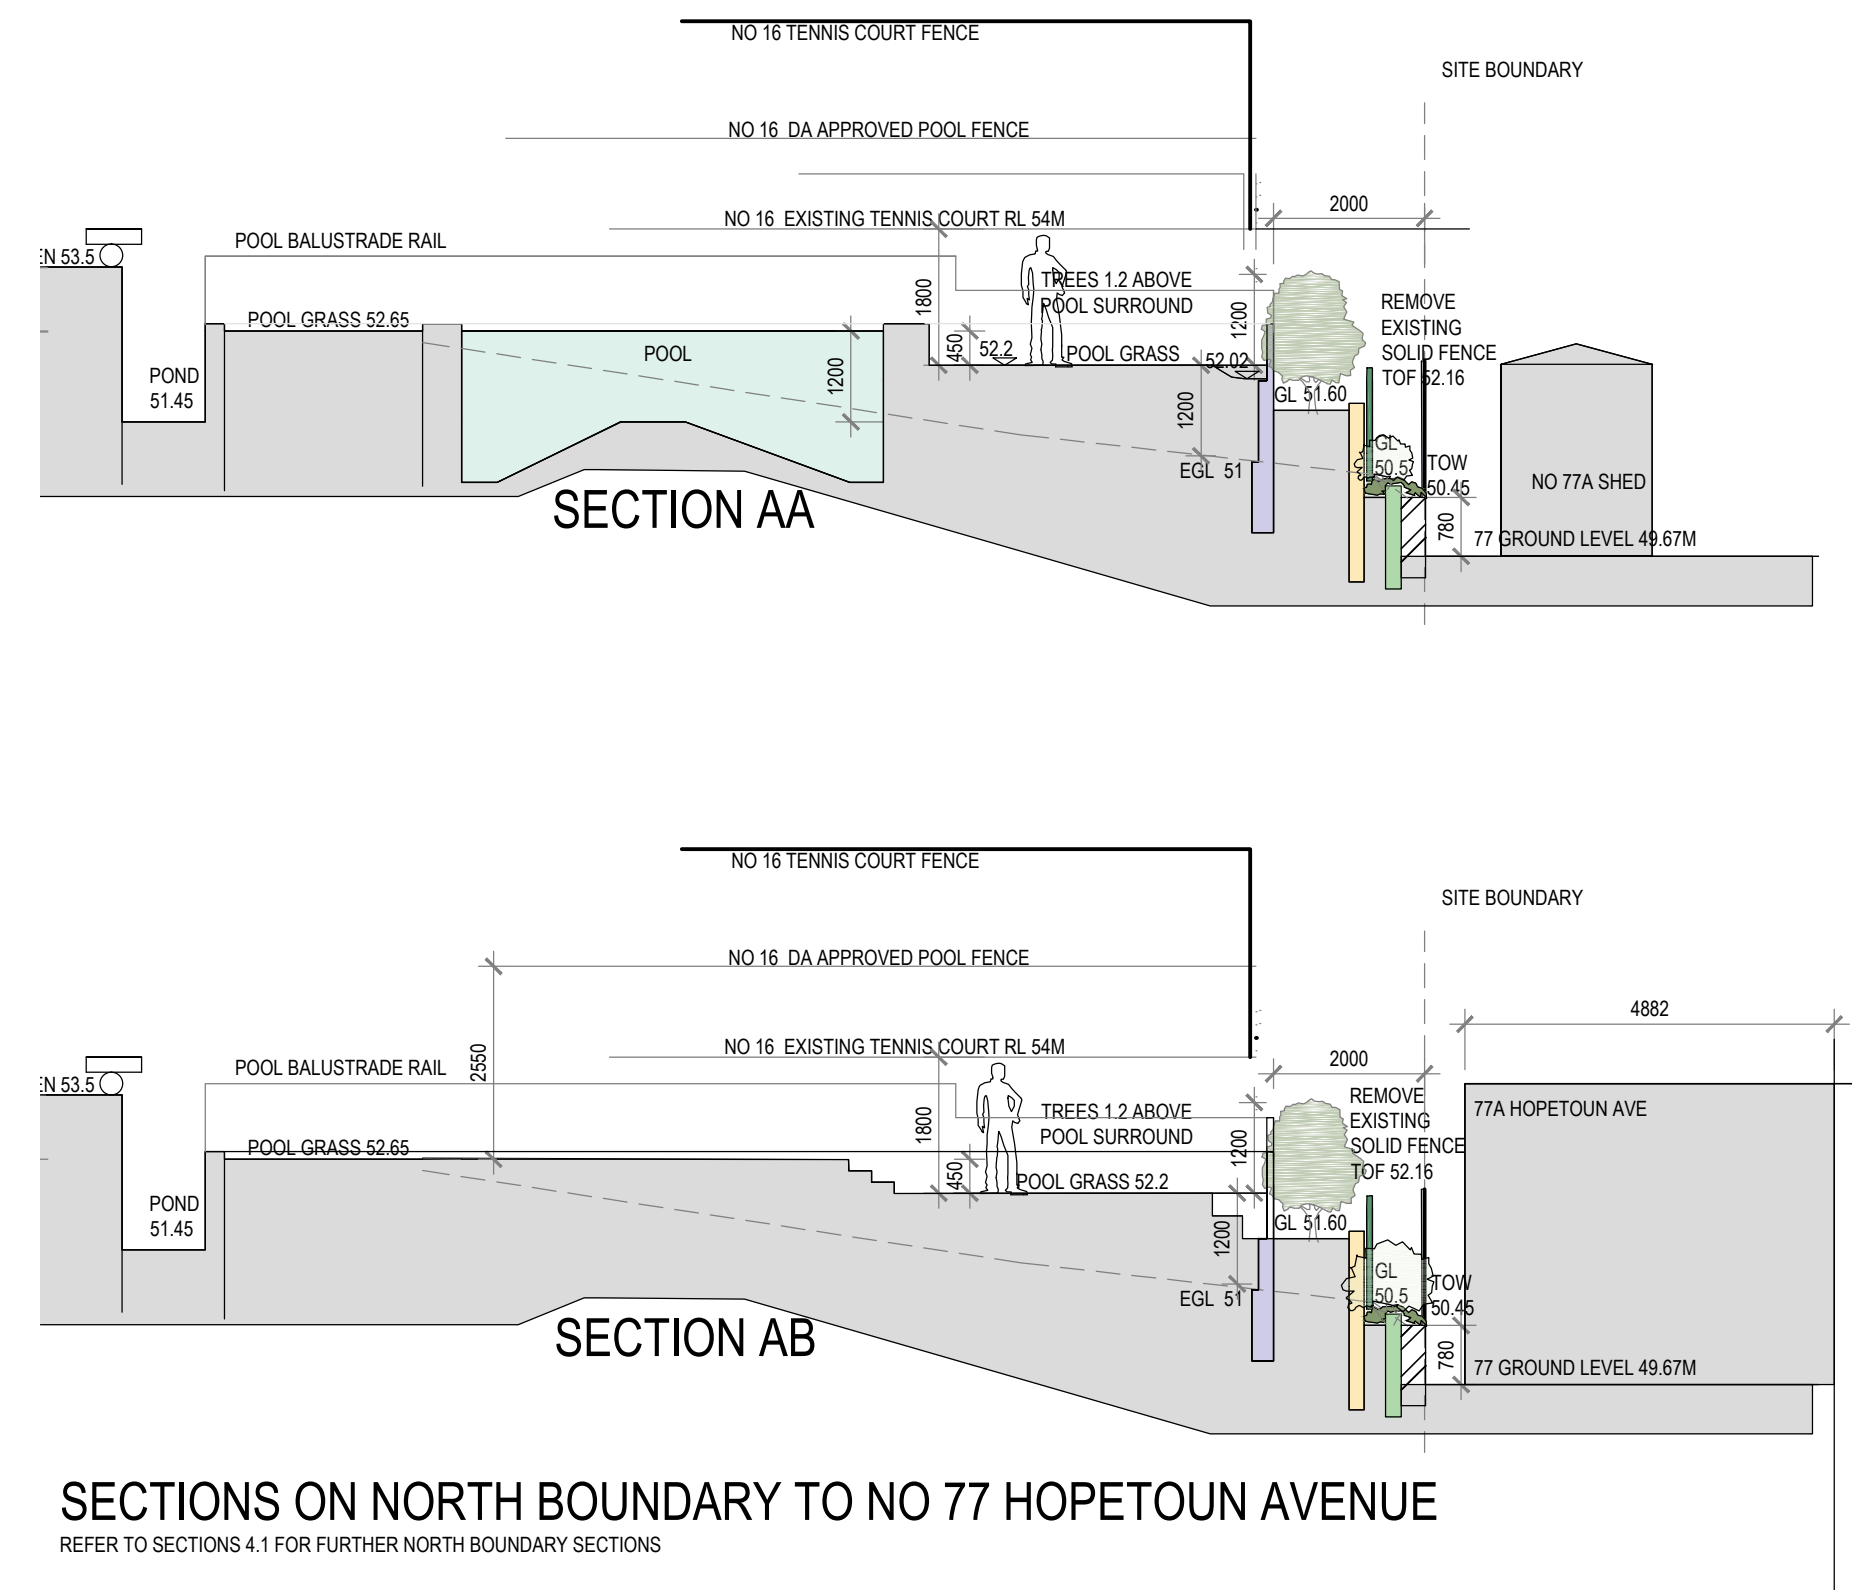 NO 16 TENNIS COURT FENCE
SITE BOUNDARY
NO 16 DA APPROVED POOL FENCE
2000
NO 16 EXISTING TENNIS COURT RL 54M
POOL BALUSTRADE RAIL
EN 53.5
TREES 1.2 ABOVE
POOL SURROUND
1800
1200
REMOVE
EXISTING
SOLID FENCE
TOF 52.16
POOL GRASS 52.65
POOL
450
52.2
POOL GRASS
52.02
POND
51.45
1200
1200
GL 51.60
EGL 51
GL
50.5
TOW
50.45
NO 77A SHED
780
77 GROUND LEVEL 49.67M
SECTION AA
NO 16 TENNIS COURT FENCE
SITE BOUNDARY
NO 16 DA APPROVED POOL FENCE
4882
2550
NO 16 EXISTING TENNIS COURT RL 54M
2000
POOL BALUSTRADE RAIL
EN 53.5
TREES 1.2 ABOVE
POOL SURROUND
1800
1200
REMOVE
EXISTING
SOLID FENCE
TOF 52.16
77A HOPETOUN AVE
POOL GRASS 52.65
450
POOL GRASS 52.2
POND
51.45
1200
GL 51.60
EGL 51
GL
50.5
TOW
50.45
780
77 GROUND LEVEL 49.67M
SECTION AB
SECTIONS ON NORTH BOUNDARY TO NO 77 HOPETOUN AVENUE
REFER TO SECTIONS 4.1 FOR FURTHER NORTH BOUNDARY SECTIONS